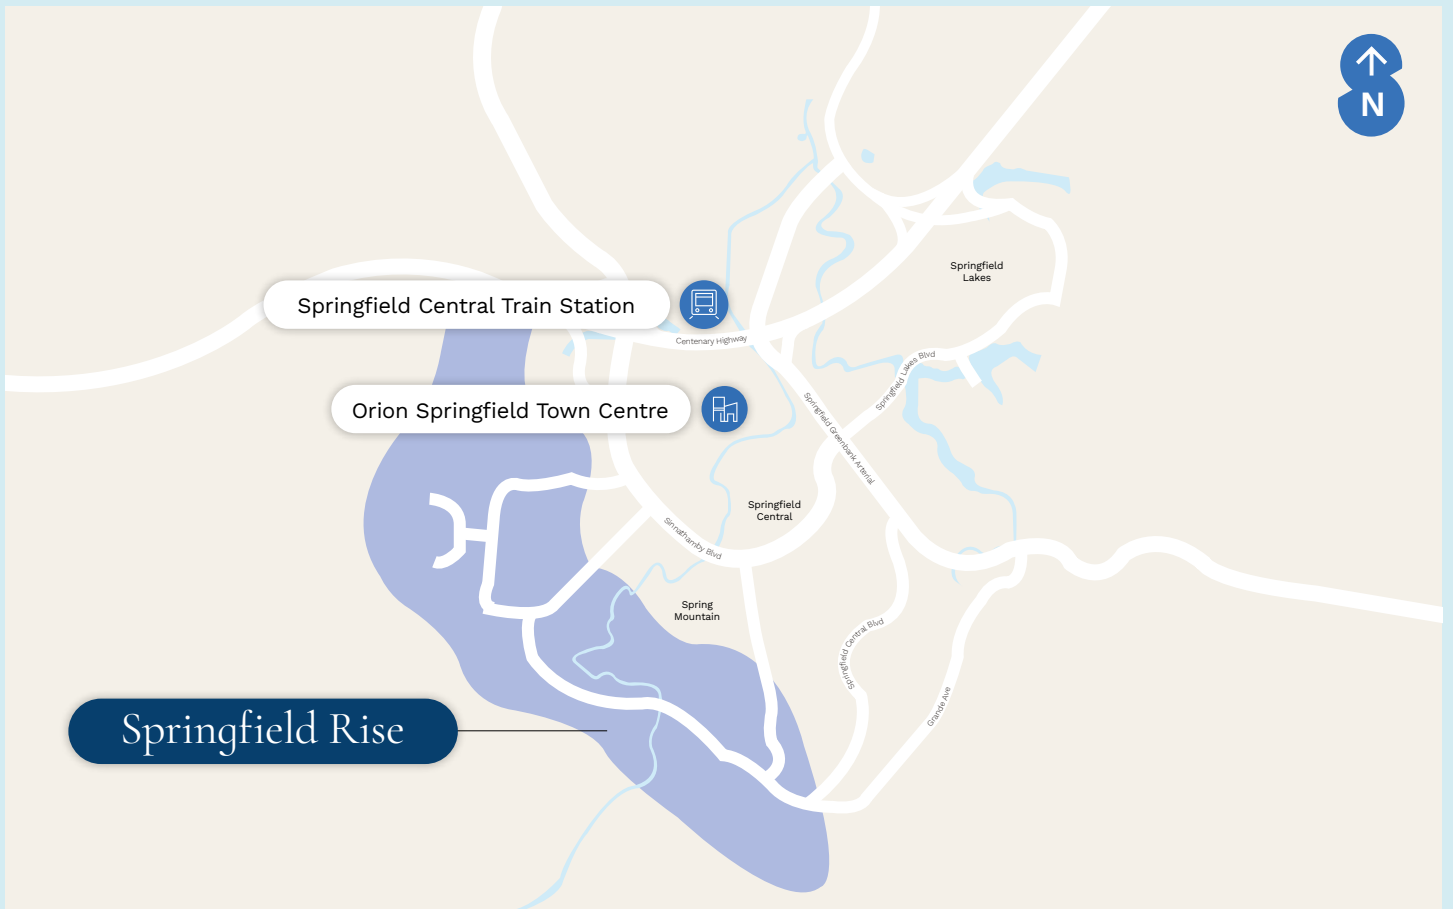 N
Springfield
Lakes
Springfield Central Train Station
Centenary Highway
Springfield Lakes Blvd
Orion Springfield Town Centre
Springfield Greenbank Arterial
Springfield
Central
Sinnathamby Blvd
Spring
Mountain
Springfield Central Blvd
Grande Ave
Springfield Rise